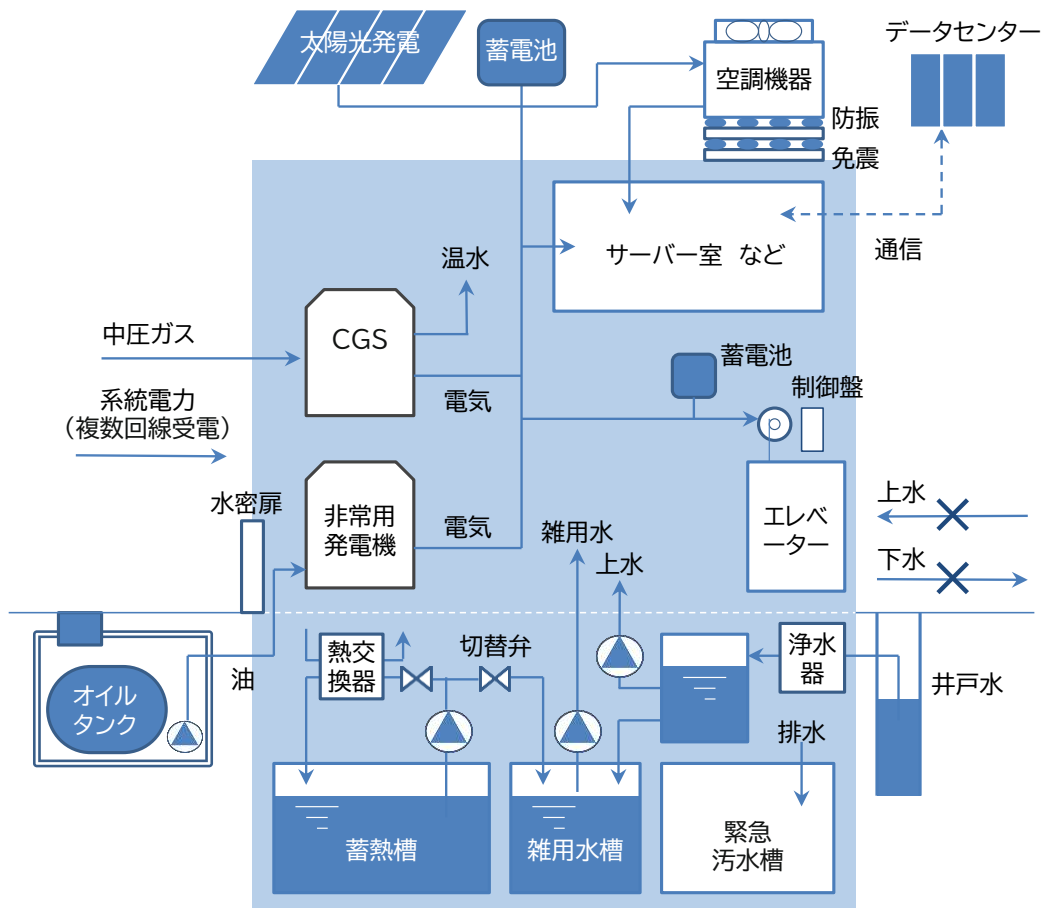 太陽光発電
蓄電池
空調機器
データセンター
防振
免震
サーバー室 など
通信
温水
中圧ガス
CGS
電気
系統電力
（複数回線受電）
蓄電池
制御盤
水密扉
非常用
発電機
電気
雑用水
上水
エレベ
ーター
上水
下水
オイル
タンク
油
熱交
換器
切替弁
浄水
器
井戸水
排水
蓄熱槽
雑用水槽
緊急
汚水槽